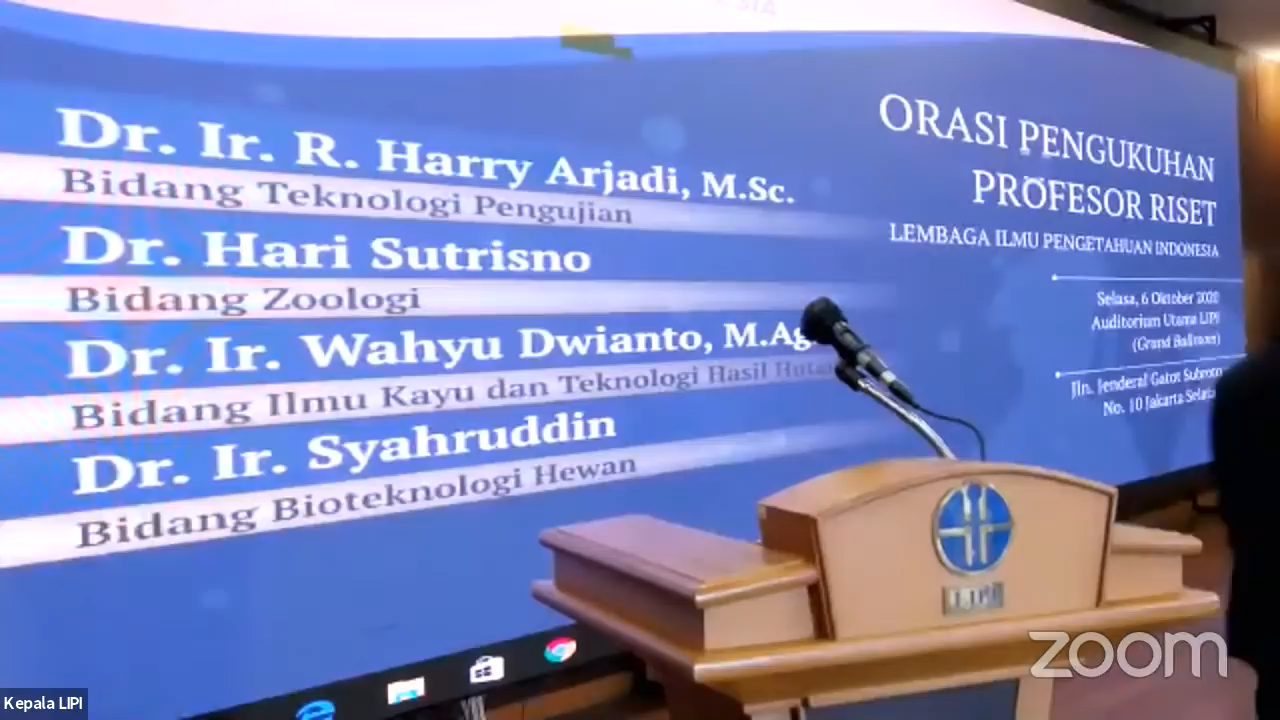 Dr. Ir. R. Harry Arjadi, M.Sc.
Bidang Teknologi Pengujian
Dr. Hari Sutrisno
Bidang Zoologi
Dr. Ir. Wahyu Dwianto, M.Ag
Bidang Ilmu Kayu dan Teknologi Hasil
Dr. Ir. Syahruddin
Bidang Bioteknologi Hewan
ORASI PENGUKUHAN
PROFESOR RISET
LEMBAGA ILMU PENGETAHUAN INDONESIA
Selasa, 6 Oktober 2020
Auditorium Utama LIPI
(Grand Ballroom)
Jln. Jenderal Gatot Subroto
No. 10 Jakarta
LIPI
zoom
Kepala LIPI